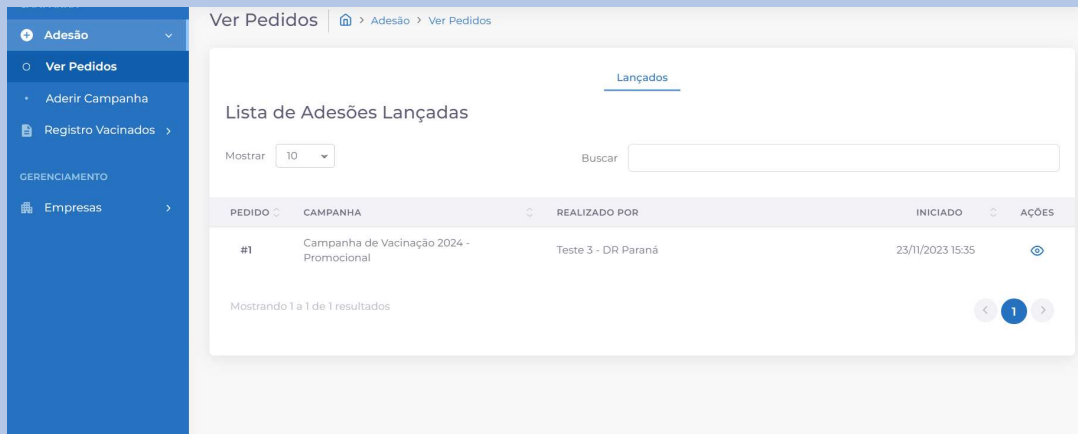 Adesão
Ver Pedidos
Aderir Campanha
Registro Vacinados
GERENCIAMENTO
Empresas
Ver Pedidos
Adesão > Ver Pedidos
Lançados
Lista de Adesões Lançadas
Mostrar 10
Buscar
PEDIDO CAMPANHA REALIZADO POR INICIADO AÇÕES
#1 Campanha de Vacinação 2024 - Teste 3 - DR Paraná 23/11/2023 15:35
Promocional
Mostrando 1 a 1 de 1 resultados
< 1 >